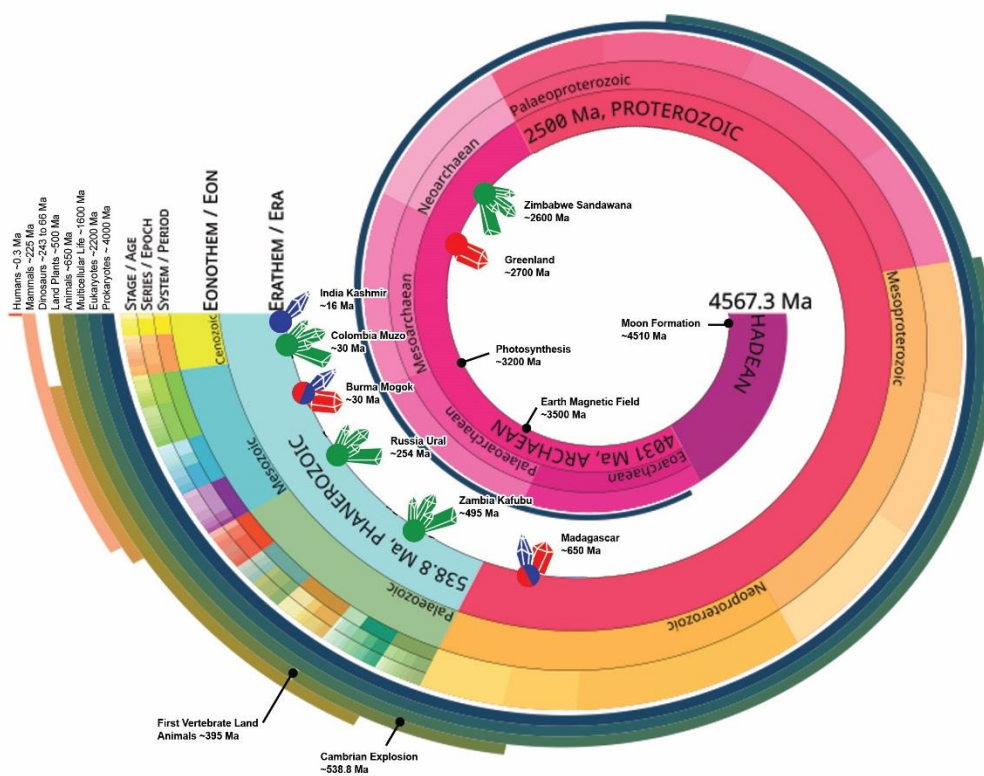 Humans ~0.3 Ma
Mammals ~225 Ma
Dinosaurs ~243 to 66 Ma
Land Plants ~500 Ma
Animals ~650 Ma
Multicellular Life ~1600 Ma
Eukaryotes ~2200 Ma
Prokaryotes ~ 4000 Ma
STAGE / AGE
SERIES / EPOCH
SYSTEM / PERIOD
EONOTHEM / EON
ERATHEM / ERA
Cenozoic
Mesozoic
Palaeozoic
538.8 Ma, PHANEROZOIC
Neoproterozoic
Mesoproterozoic
Palaeoproterozoic
2500 Ma, PROTEROZOIC
Neoarchaean
Mesoarchaean
Palaeoarchaean
Eoarchaean
4031 Ma, ARCHAEAN
HADEAN
4567.3 Ma
Zimbabwe Sandawana
~2600 Ma
Greenland
~2700 Ma
India Kashmir
~16 Ma
Colombia Muzo
~30 Ma
Burma Mogok
~30 Ma
Russia Ural
~254 Ma
Zambia Kafubu
~495 Ma
Madagascar
~650 Ma
Moon Formation
~4510 Ma
Photosynthesis
~3200 Ma
Earth Magnetic Field
~3500 Ma
First Vertebrate Land
Animals ~395 Ma
Cambrian Explosion
~538.8 Ma